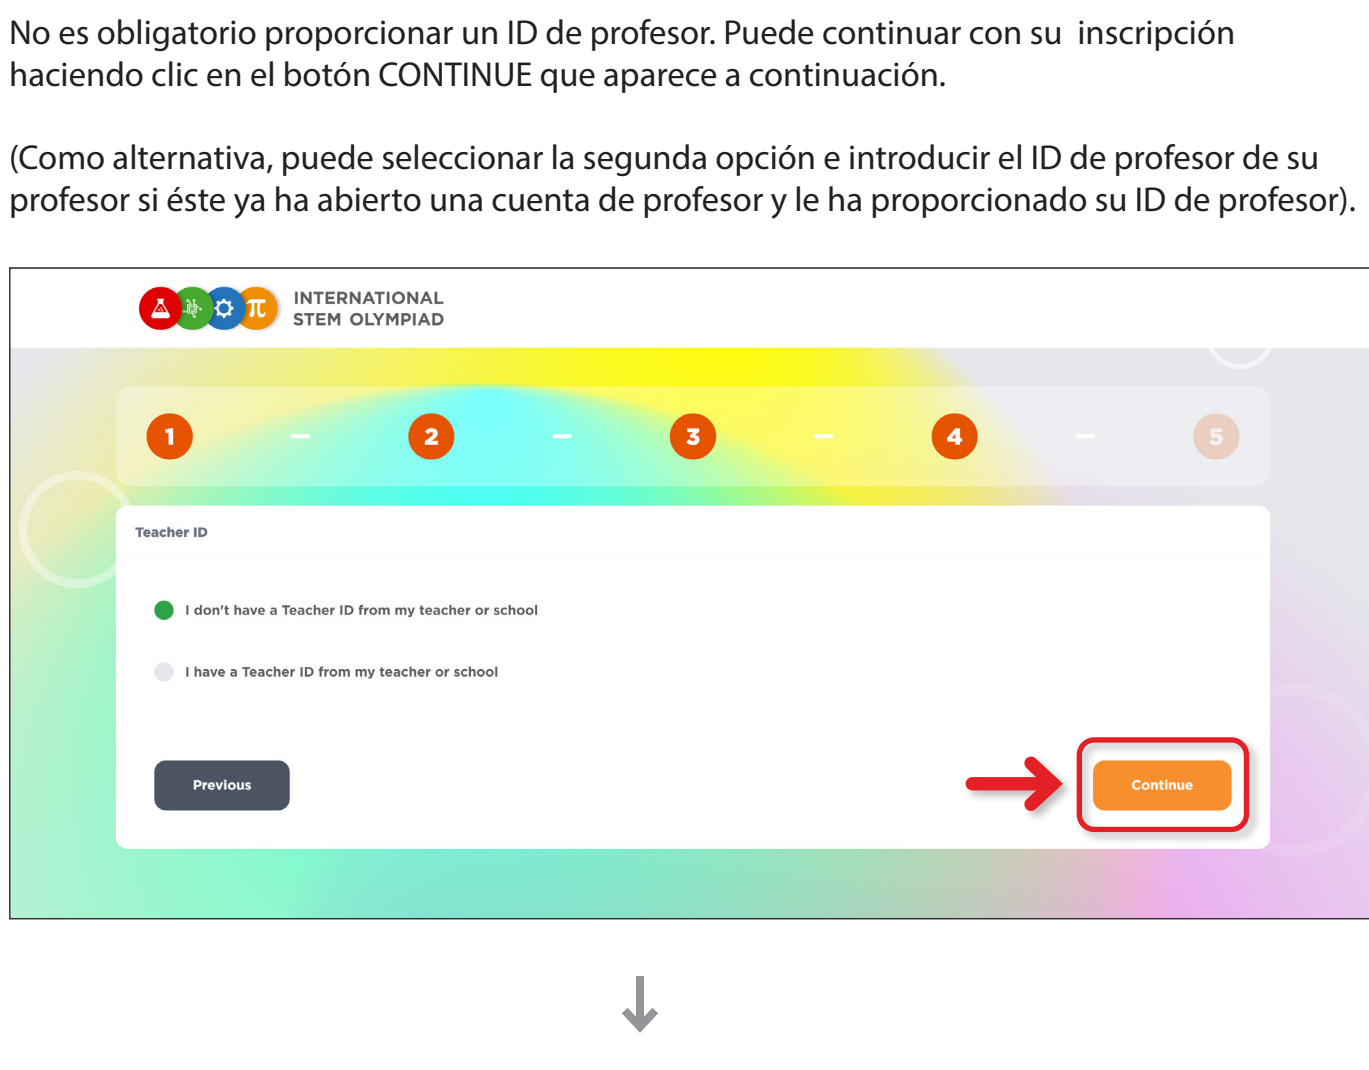 No es obligatorio proporcionar un ID de profesor. Puede continuar con su inscripción
haciendo clic en el botón CONTINUE que aparece a continuación.
(Como alternativa, puede seleccionar la segunda opción e introducir el ID de profesor de su
profesor si éste ya ha abierto una cuenta de profesor y le ha proporcionado su ID de profesor).
π
INTERNATIONAL
STEM OLYMPIAD
1 – 2 – 3 – 4 – 5
Teacher ID
I don't have a Teacher ID from my teacher or school
I have a Teacher ID from my teacher or school
Previous
Continue